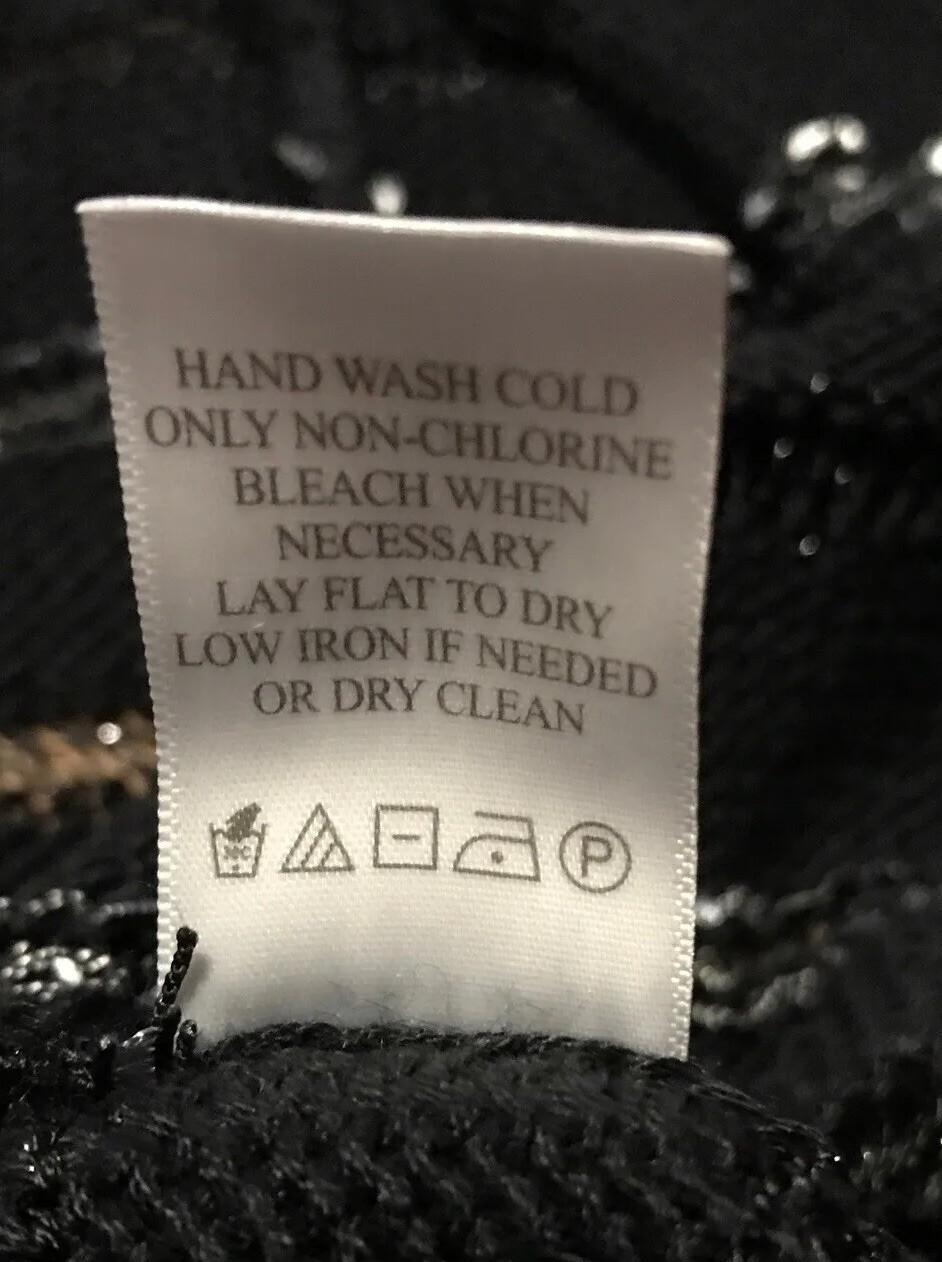 HAND WASH COLD
ONLY NON-CHLORINE
BLEACH WHEN
NECESSARY
LAY FLAT TO DRY
LOW IRON IF NEEDED
OR DRY CLEAN
P